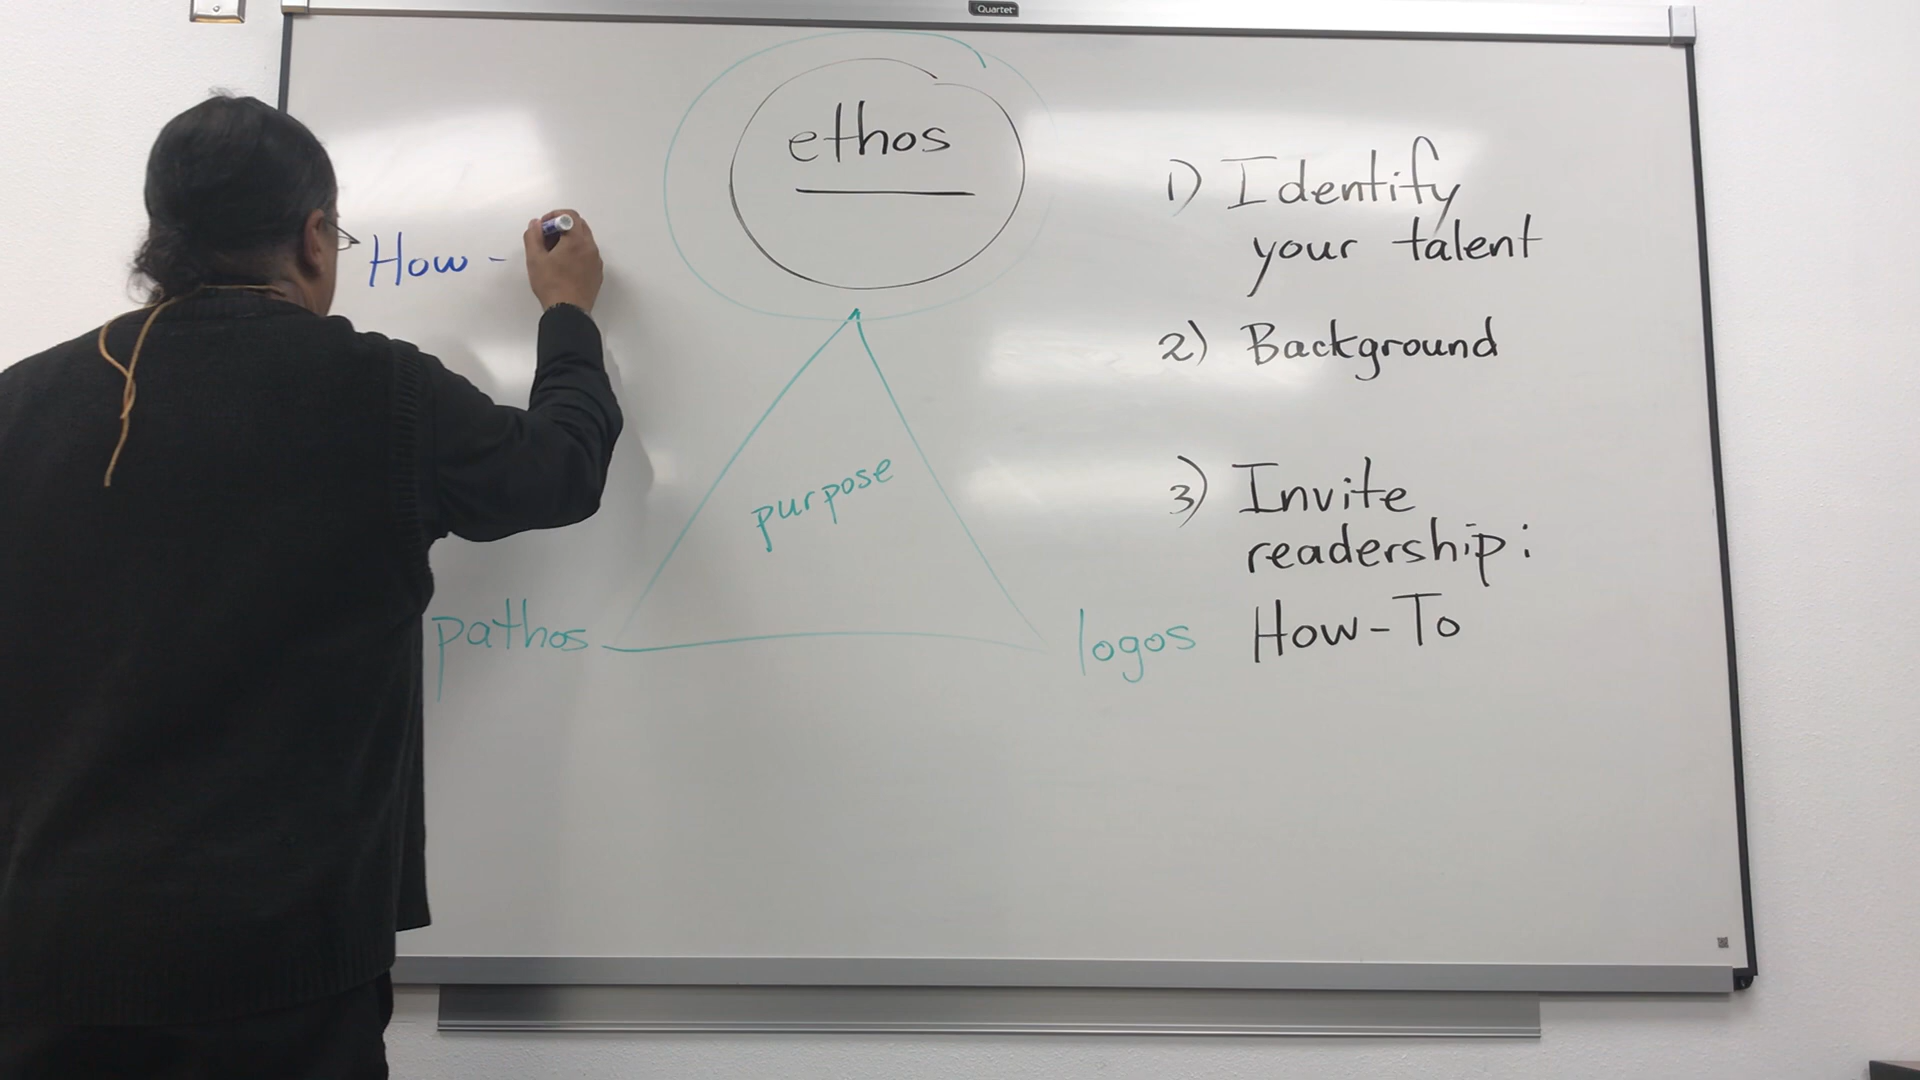 Quartet
ethos
How -
purpose
pathos
logos
1) Identify
your talent
2) Background
3) Invite
readership:
How-To